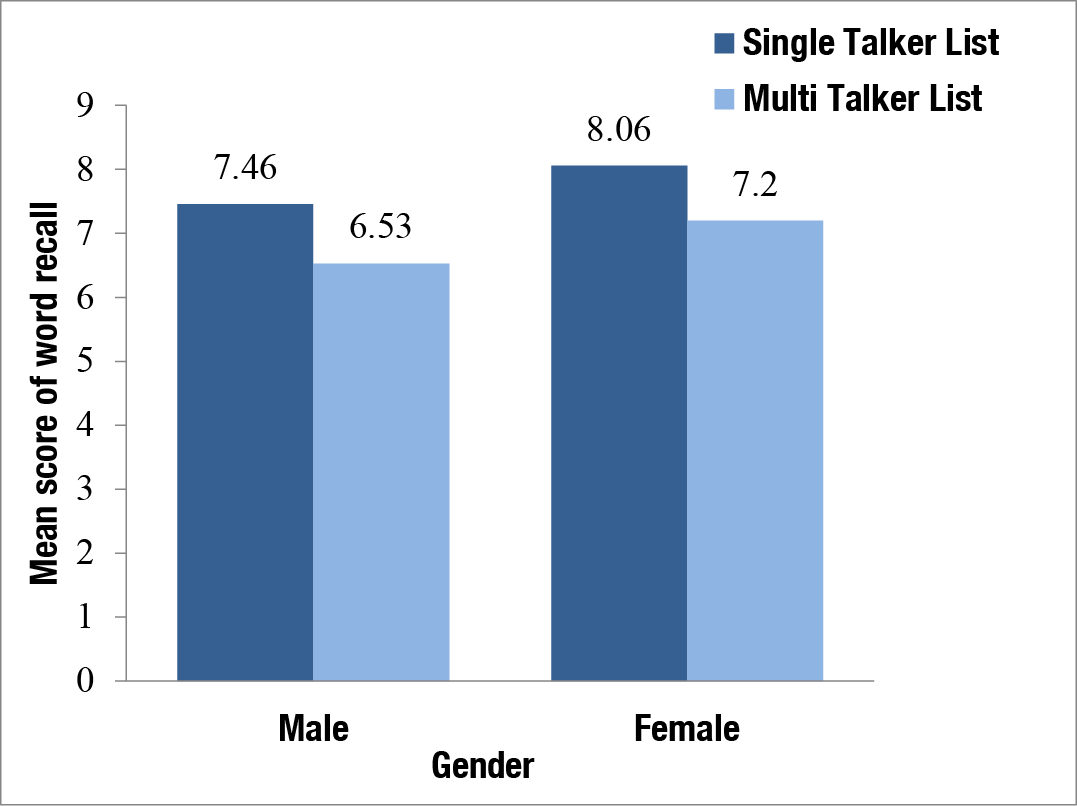 Single Talker List
Multi Talker List
9
8
7
6
5
4
3
2
1
0
Mean score of word recall
7.46
6.53
8.06
7.2
Male
Female
Gender